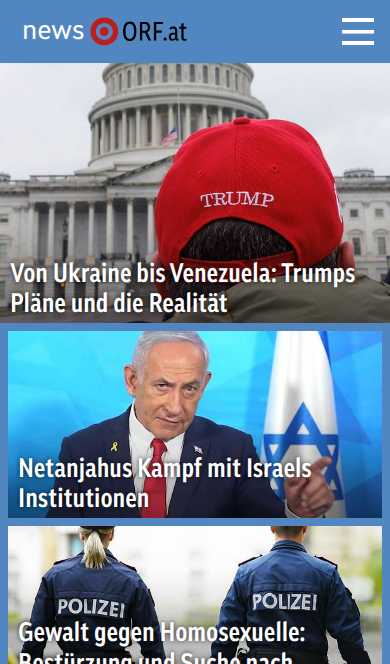 news ORF.at
TRUMP
Von Ukraine bis Venezuela: Trumps
Pläne und die Realität
Netanjahus Kampf mit Israels
Institutionen
POLIZEI POLIZEI
Gewalt gegen Homosexuelle:
Bestürzung und Suche nach